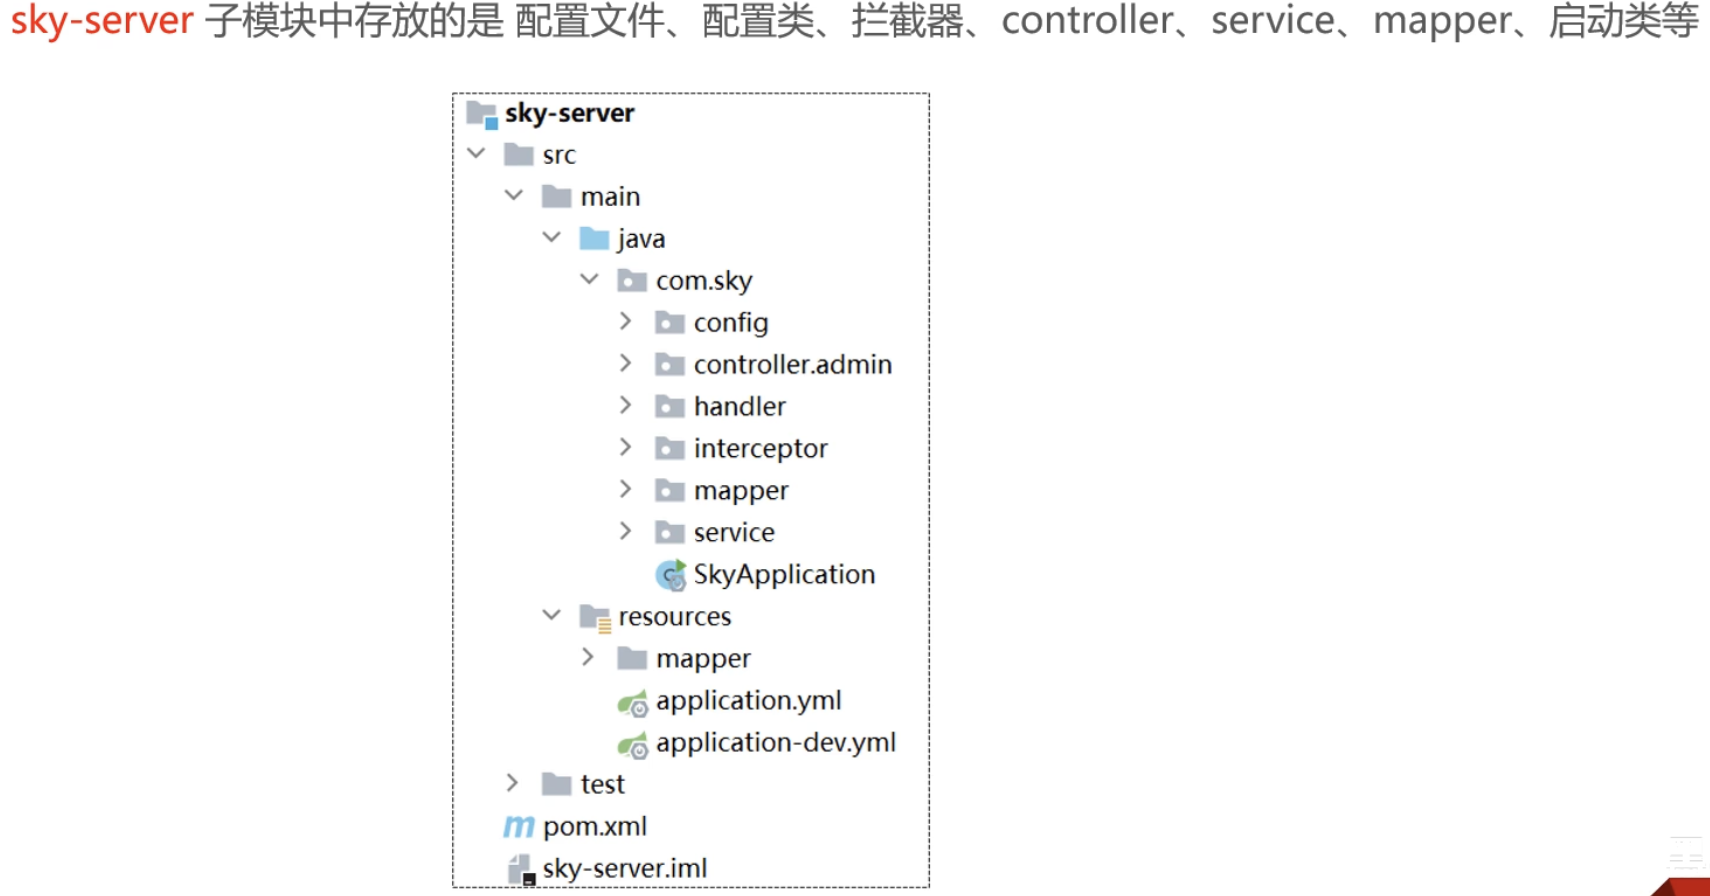 sky-server 子模块中存放的是 配置文件、配置类、拦截器、controller、service、mapper、启动类等
sky-server
src
main
java
com.sky
config
controller.admin
handler
interceptor
mapper
service
SkyApplication
resources
mapper
application.yml
application-dev.yml
test
pom.xml
sky-server.iml